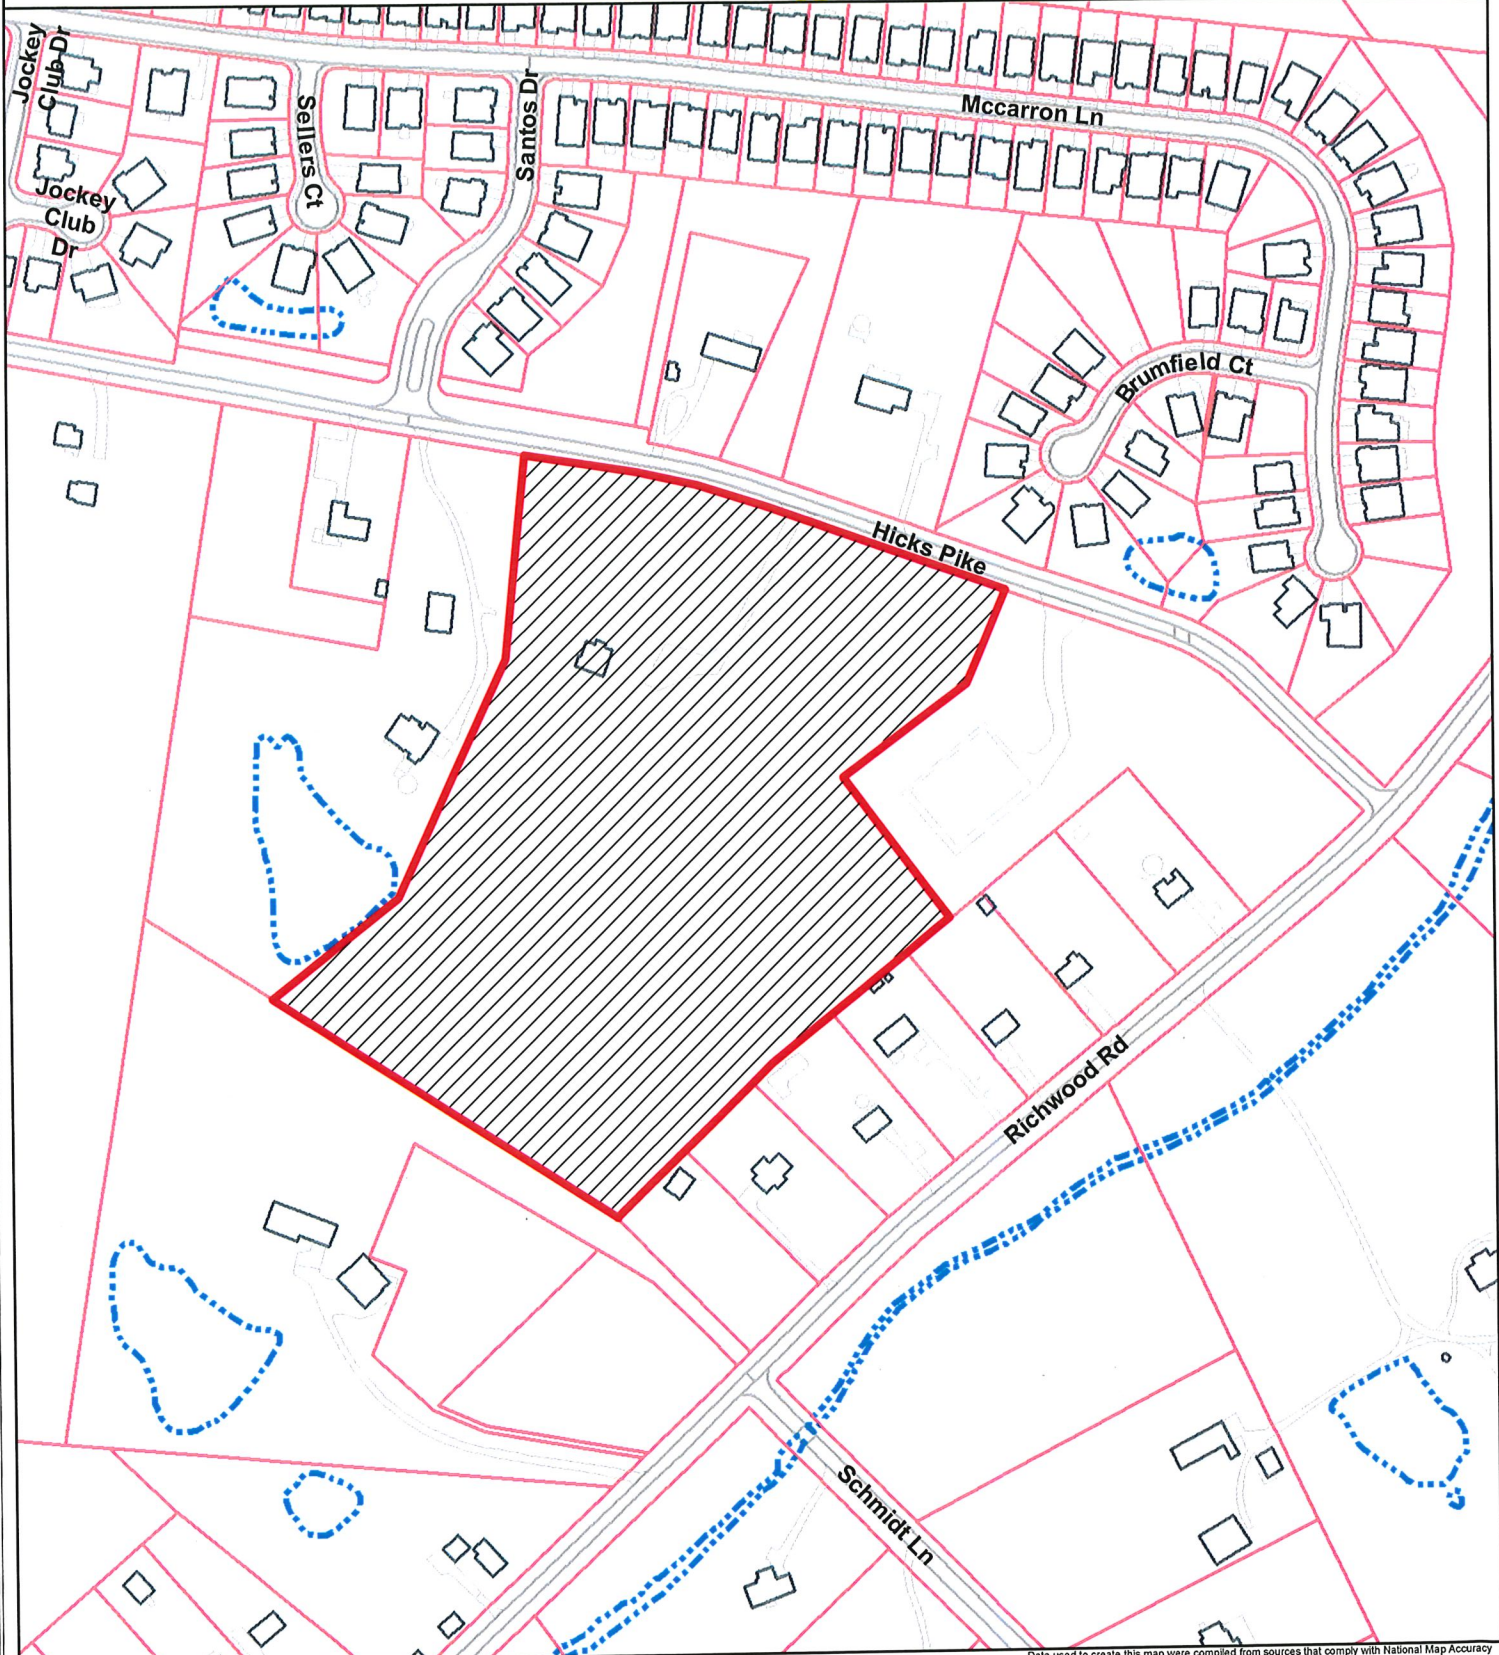 Jockey
Club Dr
Sellers Ct
Santos Dr
Mccarron Ln
Jockey
Club
Dr
Brumfield Ct
Hicks Pike
Richwood Rd
Schmidt Ln
Data used to create this map were compiled from sources that comply with National Map Accuracy